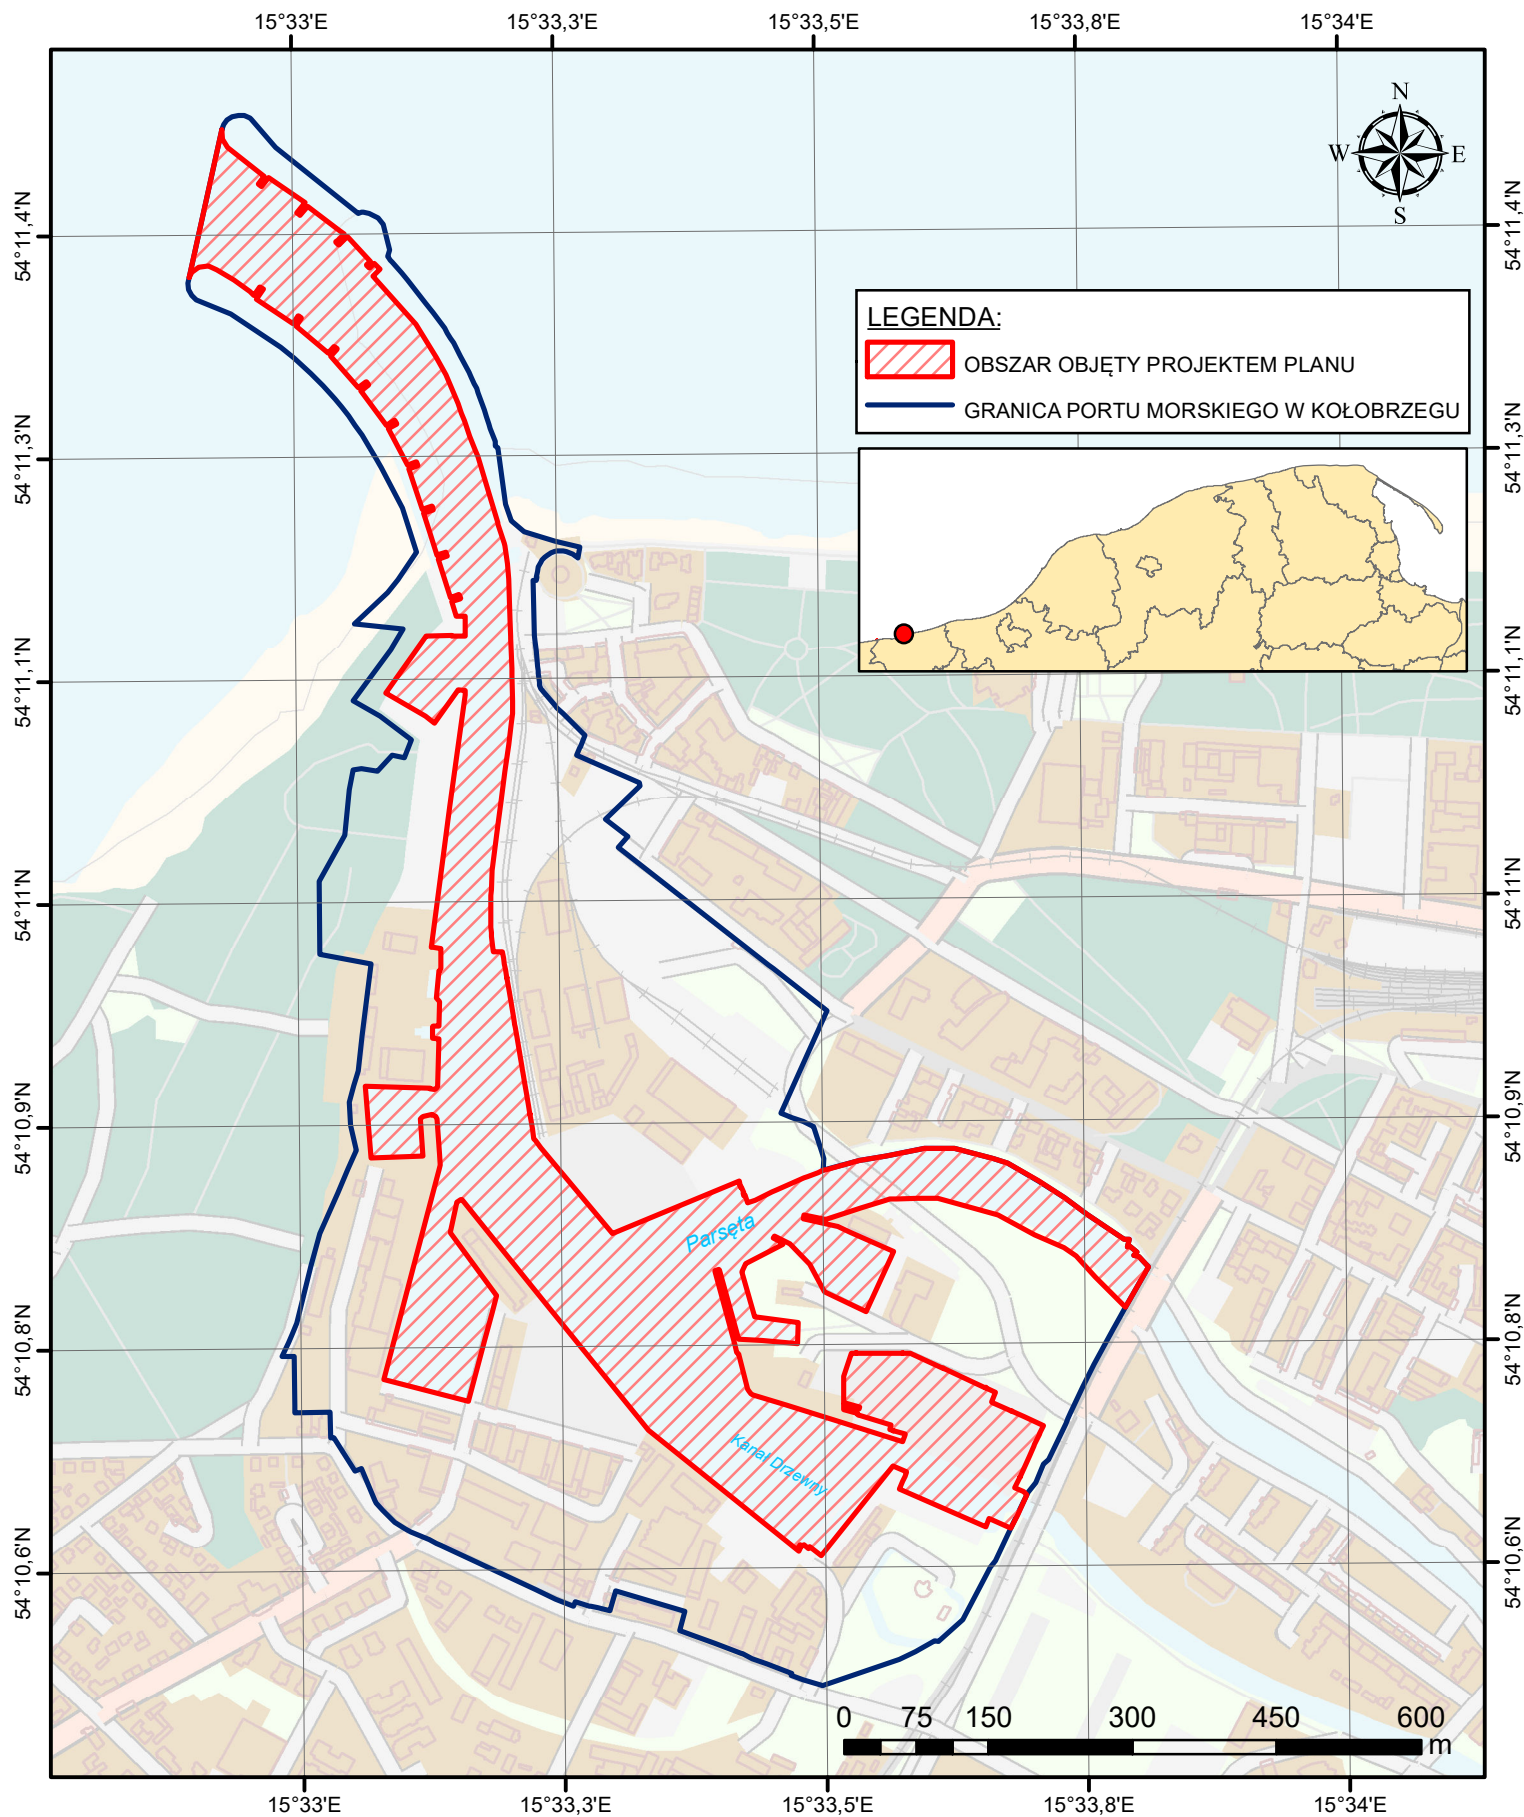 15°33'E 15°33,3'E 15°33,5'E 15°33,8'E 15°34'E
N
W E
S
54°11,4'N 54°11,4'N
LEGENDA:
OBSZAR OBJĘTY PROJEKTEM PLANU
GRANICA PORTU MORSKIEGO W KOŁOBRZEGU
54°11,3'N 54°11,3'N
54°11,1'N 54°11,1'N
54°11'N 54°11'N
54°10,9'N 54°10,9'N
Parsęta
54°10,8'N 54°10,8'N
Kanał Drzewny
54°10,6'N 54°10,6'N
0 75 150 300 450 600
m
15°33'E 15°33,3'E 15°33,5'E 15°33,8'E 15°34'E